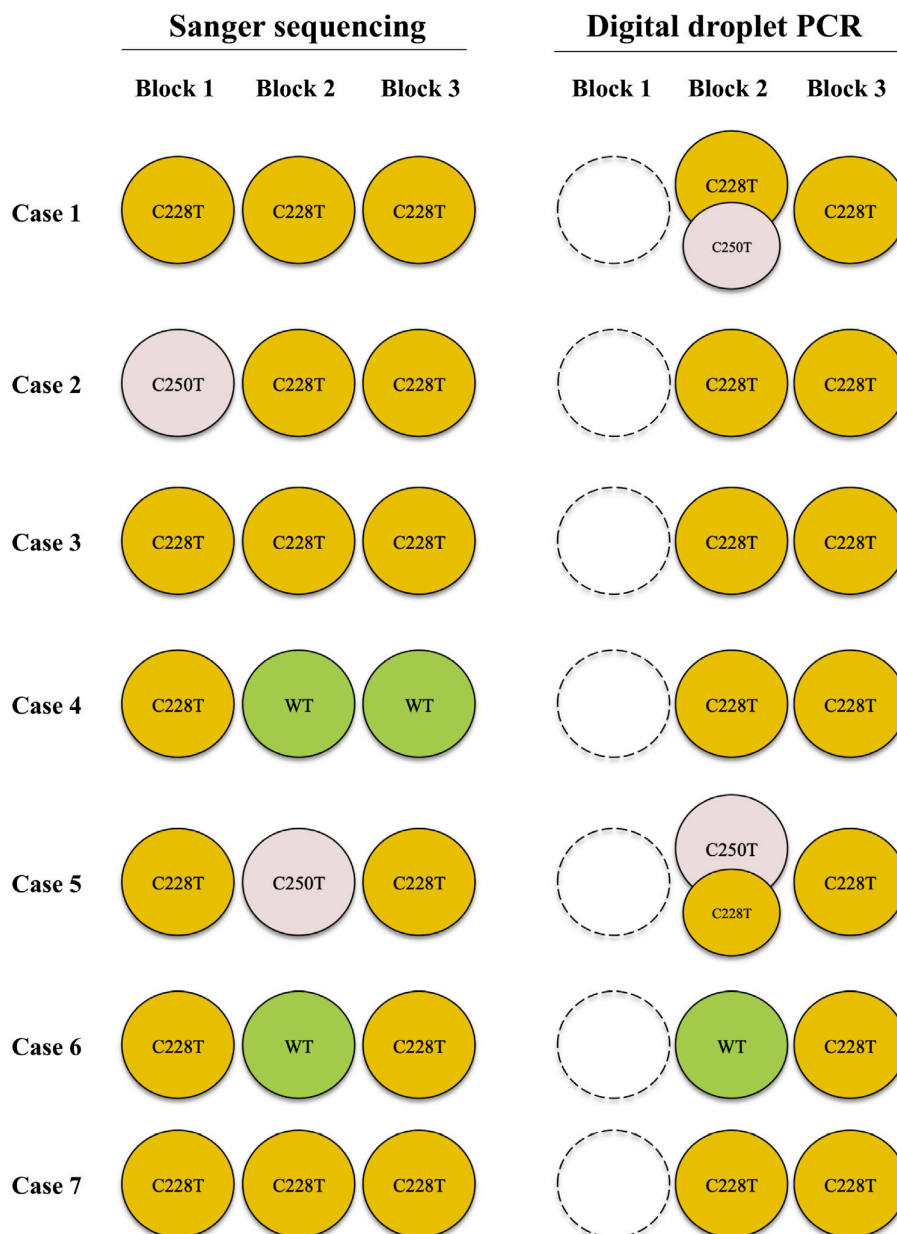 Sanger sequencing Digital droplet PCR
Block 1 Block 2 Block 3 Block 1 Block 2 Block 3
Case 1 C228T C228T C228T C228T C250T C228T
Case 2 C250T C228T C228T C228T C228T
Case 3 C228T C228T C228T C228T C228T
Case 4 C228T WT WT C228T C228T
Case 5 C228T C250T C228T C250T C228T C228T
Case 6 C228T WT C228T WT C228T
Case 7 C228T C228T C228T C228T C228T